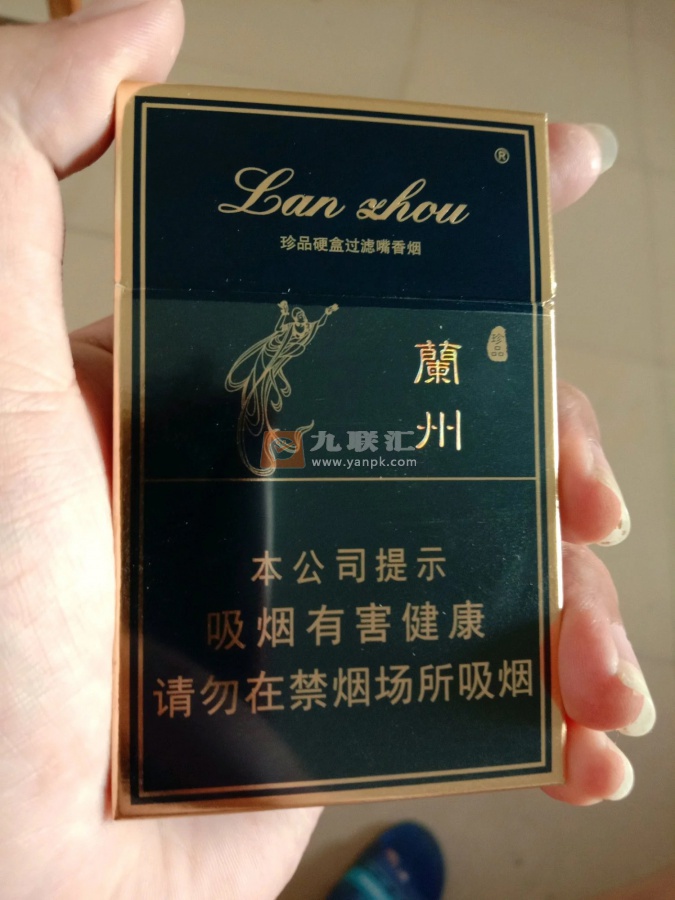 ®
Lan zhou
珍品硬盒过滤嘴香烟
蘭州
珍品
九联汇
www.yanpk.com
本公司提示
吸烟有害健康
请勿在禁烟场所吸烟